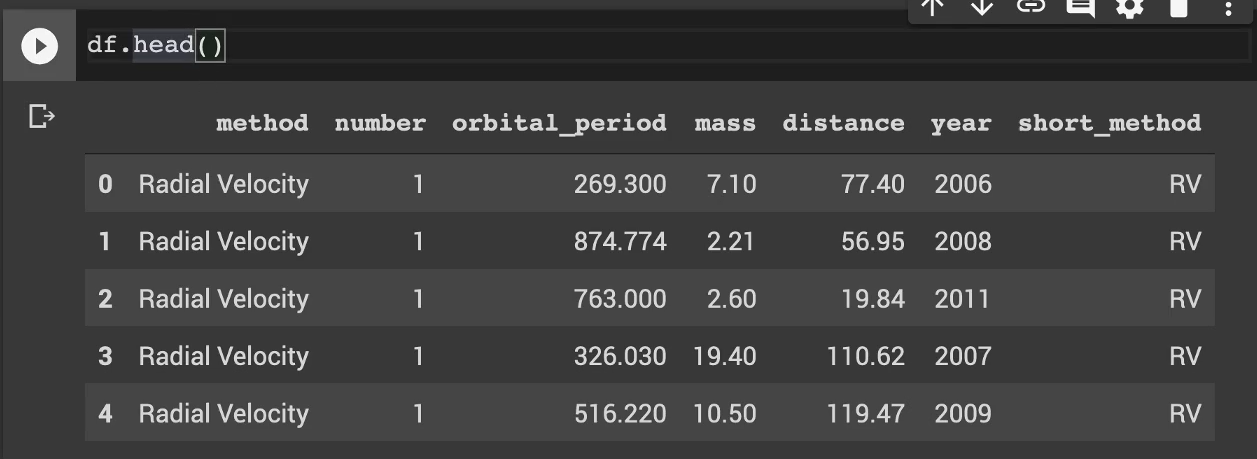 df.head()
method number orbital_period mass distance year short_method
0 Radial Velocity 1 269.300 7.10 77.40 2006 RV
1 Radial Velocity 1 874.774 2.21 56.95 2008 RV
2 Radial Velocity 1 763.000 2.60 19.84 2011 RV
3 Radial Velocity 1 326.030 19.40 110.62 2007 RV
4 Radial Velocity 1 516.220 10.50 119.47 2009 RV